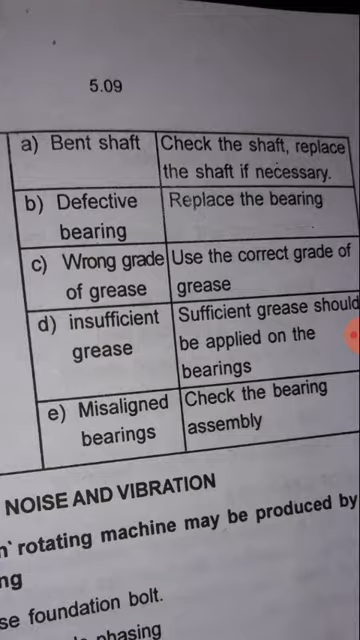 5.09
a) Bent shaft Check the shaft, replace
the shaft if necessary.
b) Defective Replace the bearing
bearing
c) Wrong grade Use the correct grade of
of grease grease
d) insufficient Sufficient grease should
grease be applied on the
bearings
e) Misaligned Check the bearing
bearings assembly
NOISE AND VIBRATION
rotating machine may be produced by
ng
se foundation bolt.
phasing